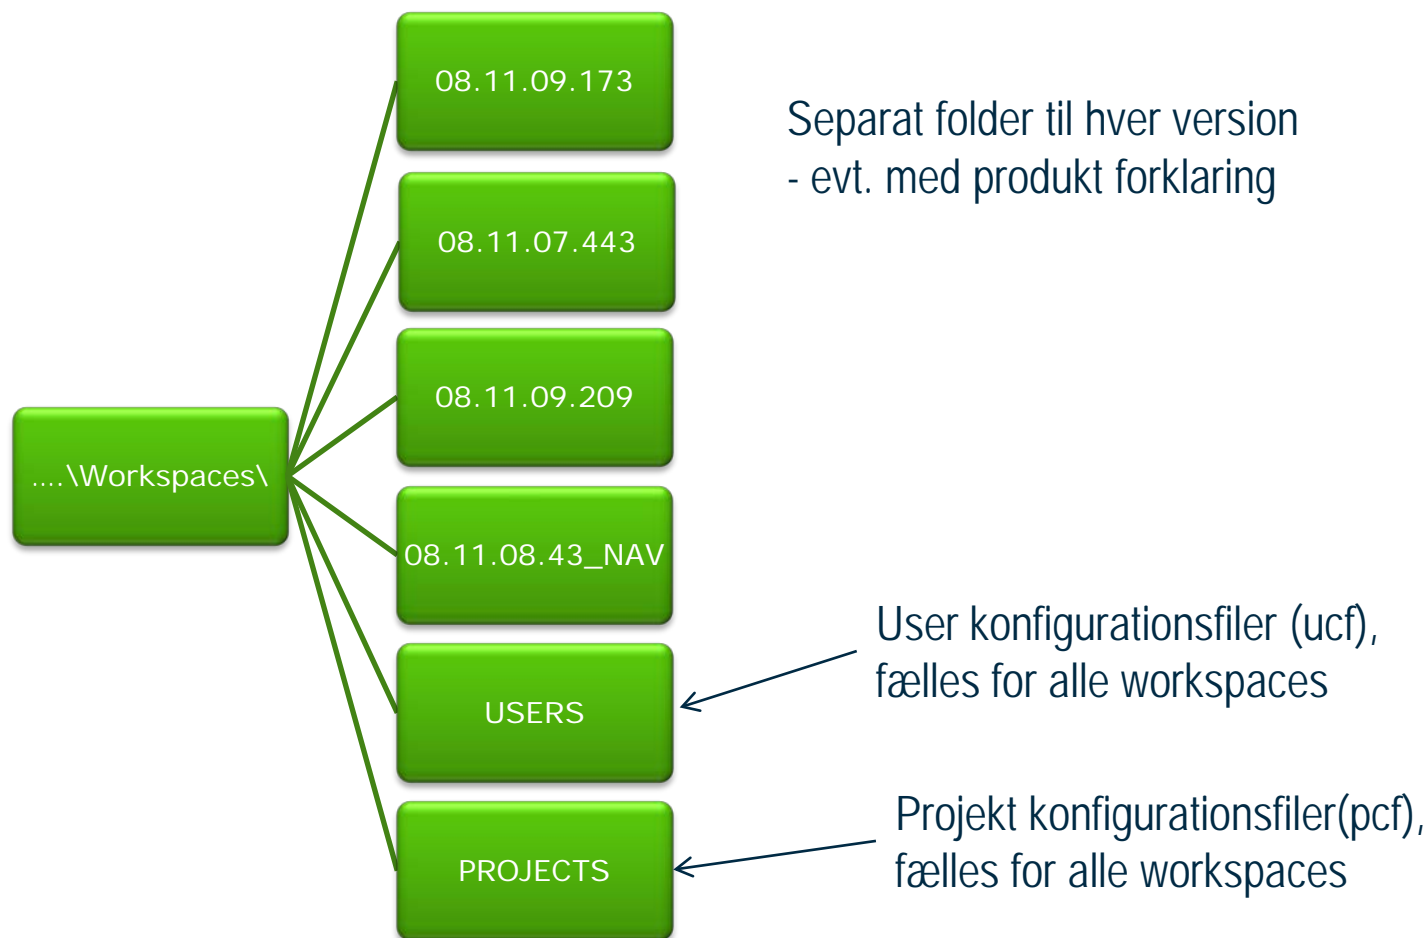 08.11.09.173
Separat folder til hver version
- evt. med produkt forklaring
08.11.07.443
08.11.09.209
....\Workspaces\
08.11.08.43_NAV
User konfigurationsfiler (ucf),
fælles for alle workspaces
USERS
Projekt konfigurationsfiler(pcf),
fælles for alle workspaces
PROJECTS